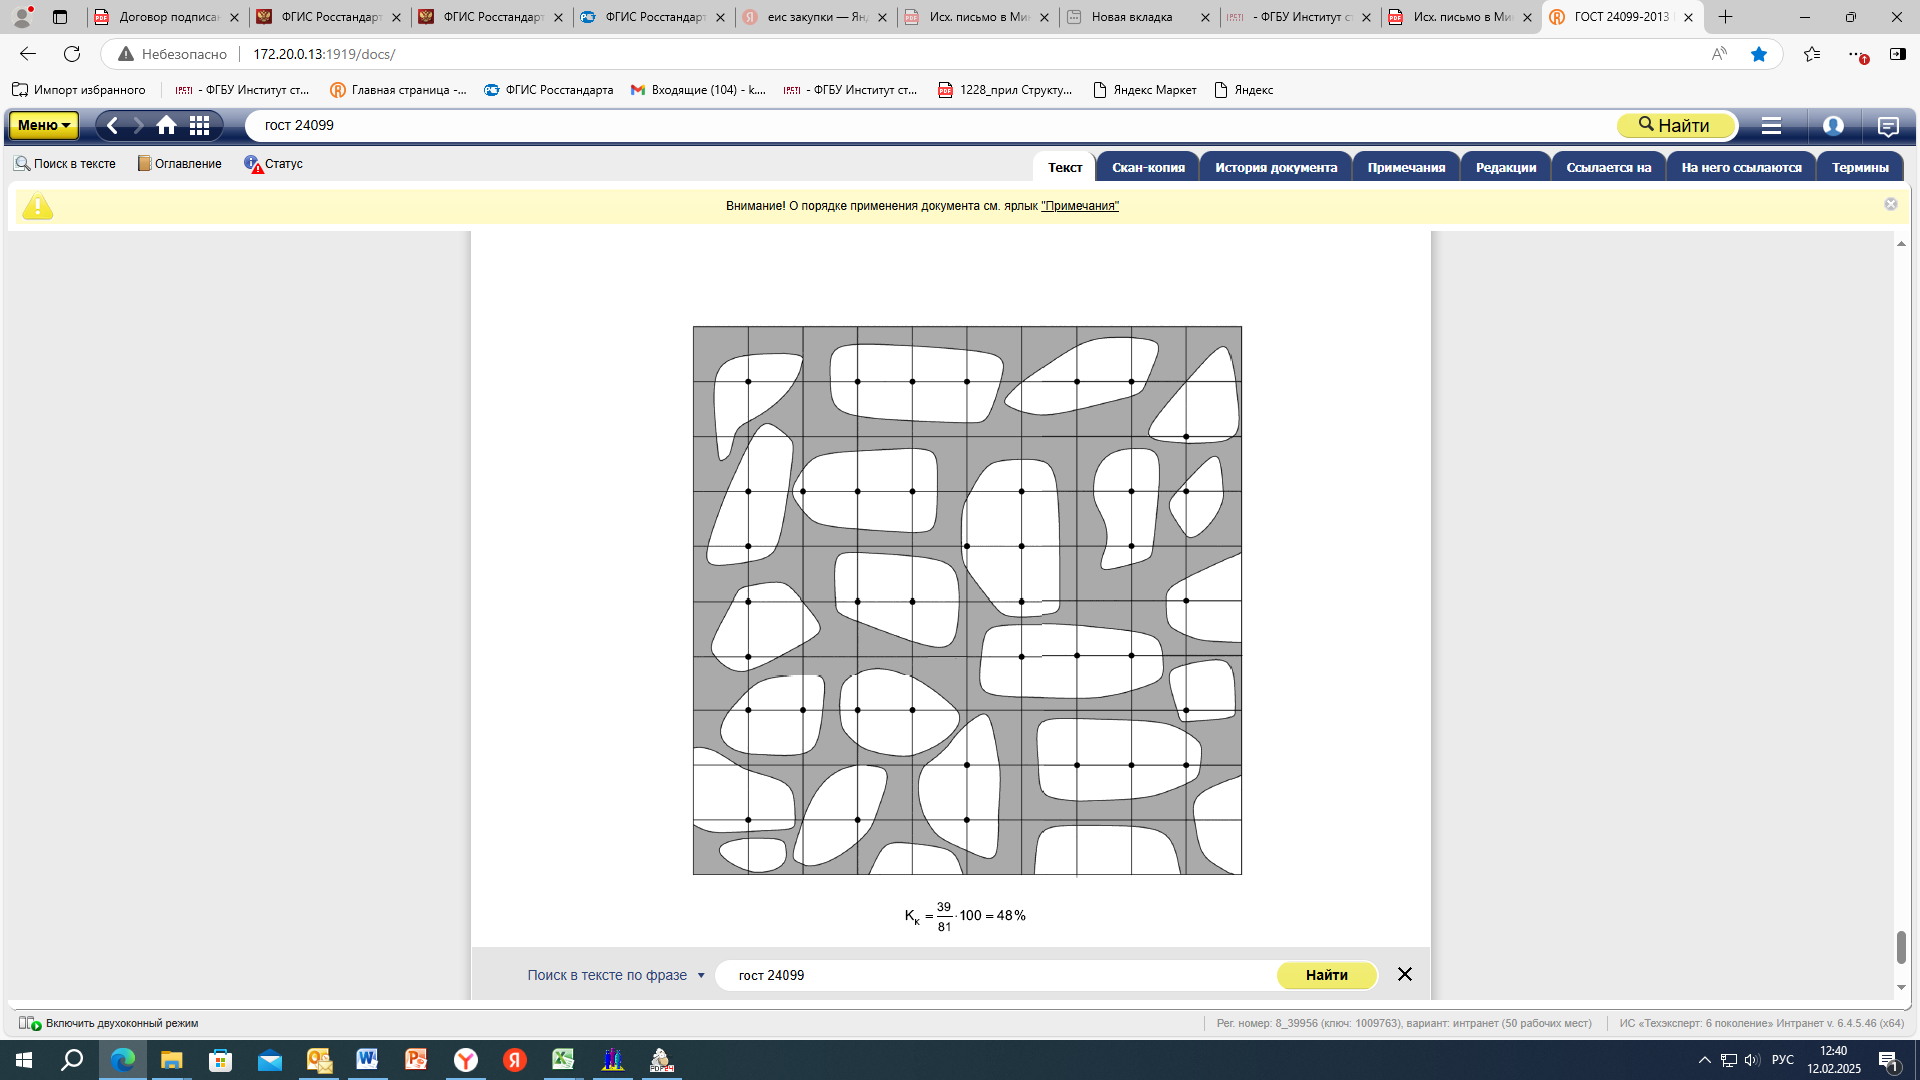 Договор подписан
ФГИС Росстандарт
ФГИС Росстандарт
ФГИС Росстандарт
еис закупки — Ян
Исх. письмо в Ми
Новая вкладка
- ФГБУ Институт ст
Исх. письмо в Ми
ГОСТ 24099-2013
Небезопасно
172.20.0.13:1919/docs/
Импорт избранного
- ФГБУ Институт ст...
Главная страница -...
ФГИС Росстандарта
Входящие (104) - k....
- ФГБУ Институт ст...
1228_прил Структу...
Яндекс Маркет
Яндекс
Меню
гост 24099
Найти
Поиск в тексте
Оглавление
Статус
Текст
Скан-копия
История документа
Примечания
Редакции
Ссылается на
На него ссылаются
Термины
Внимание! О порядке применения документа см. ярлык "Примечания"
Kк = 39/81 · 100 = 48%
Поиск в тексте по фразе
гост 24099
Найти
Включить двухоконный режим
Рег. номер: 8_39956 (ключ: 1009763), вариант: интранет (50 рабочих мест)
ИС «Техэксперт: 6 поколение» Интранет v. 6.4.5.46 (x64)
РУС
12:40
12.02.2025
1